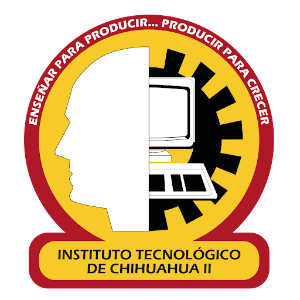 ENSEÑAR PARA PRODUCIR... PRODUCIR PARA CRECER
INSTITUTO TECNOLÓGICO
DE CHIHUAHUA II